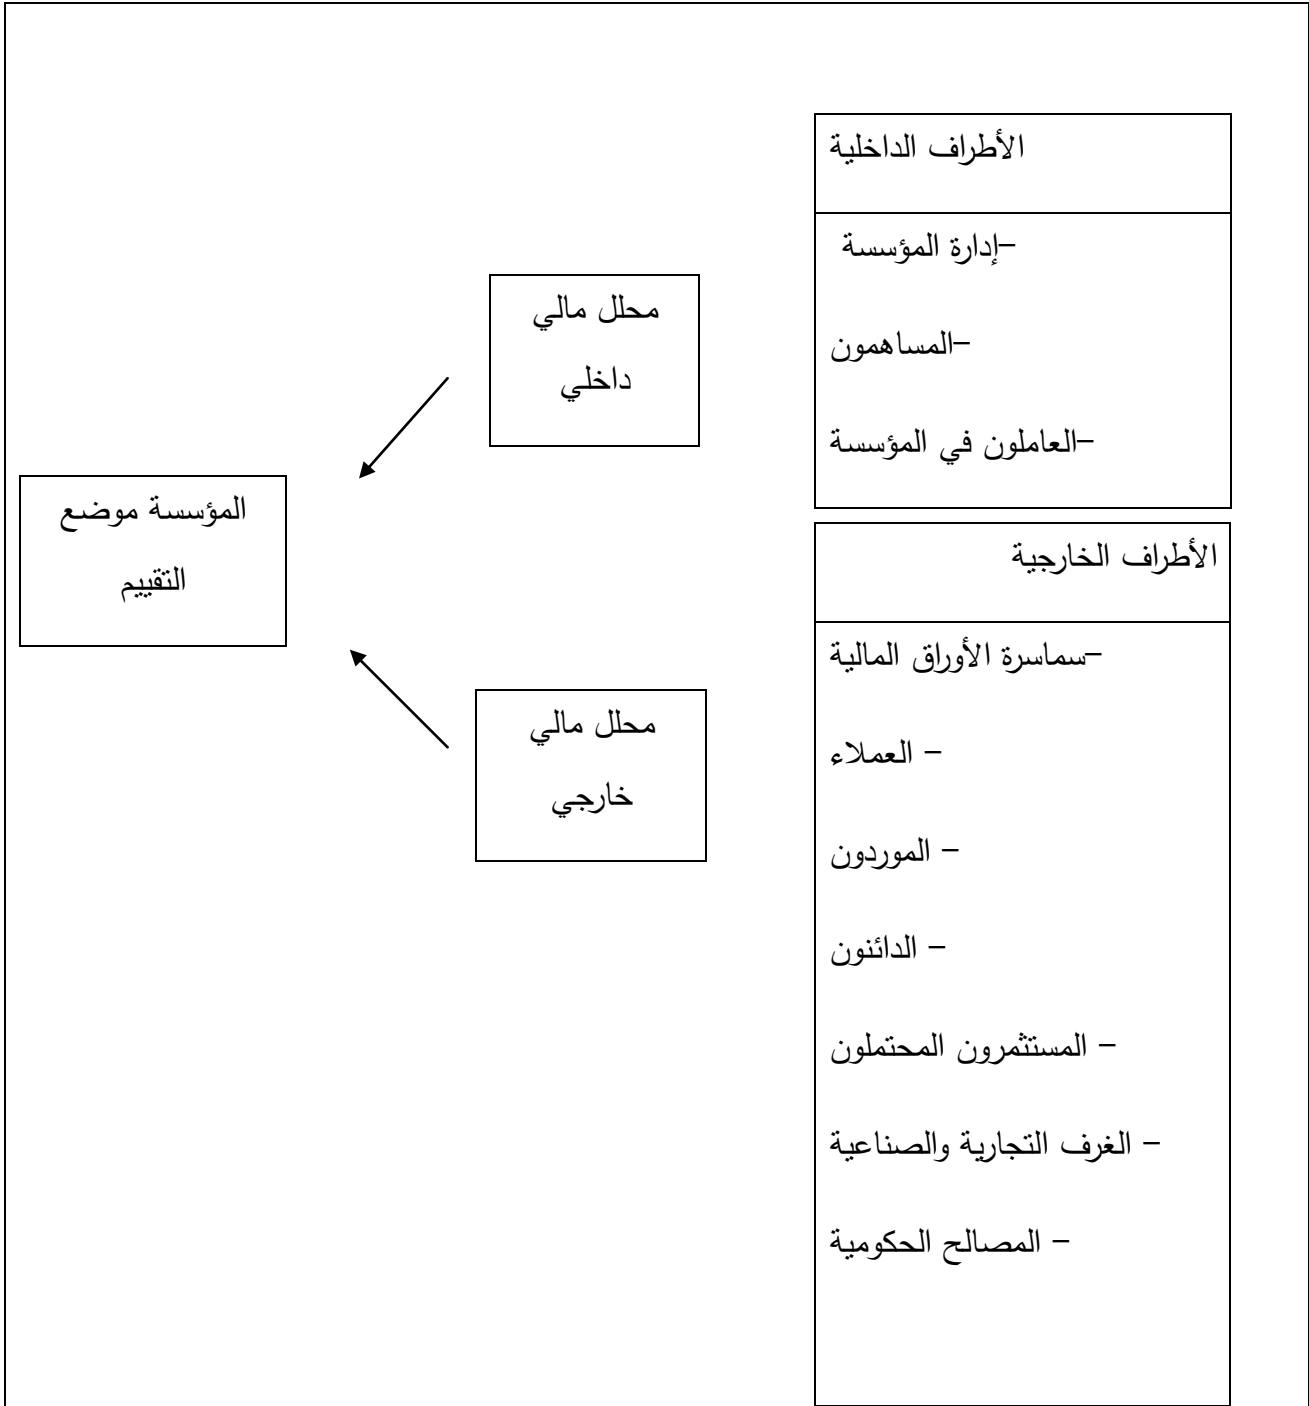 الأطراف الداخلية
–إدارة المؤسسة
–المساهمون
–العاملون في المؤسسة
الأطراف الخارجية
–سماسرة الأوراق المالية
– العملاء
– الموردون
– الدائنون
– المستثمرون المحتملون
– الغرف التجارية والصناعية
– المصالح الحكومية
محلل مالي
داخلي
محلل مالي
خارجي
المؤسسة موضع
التقييم